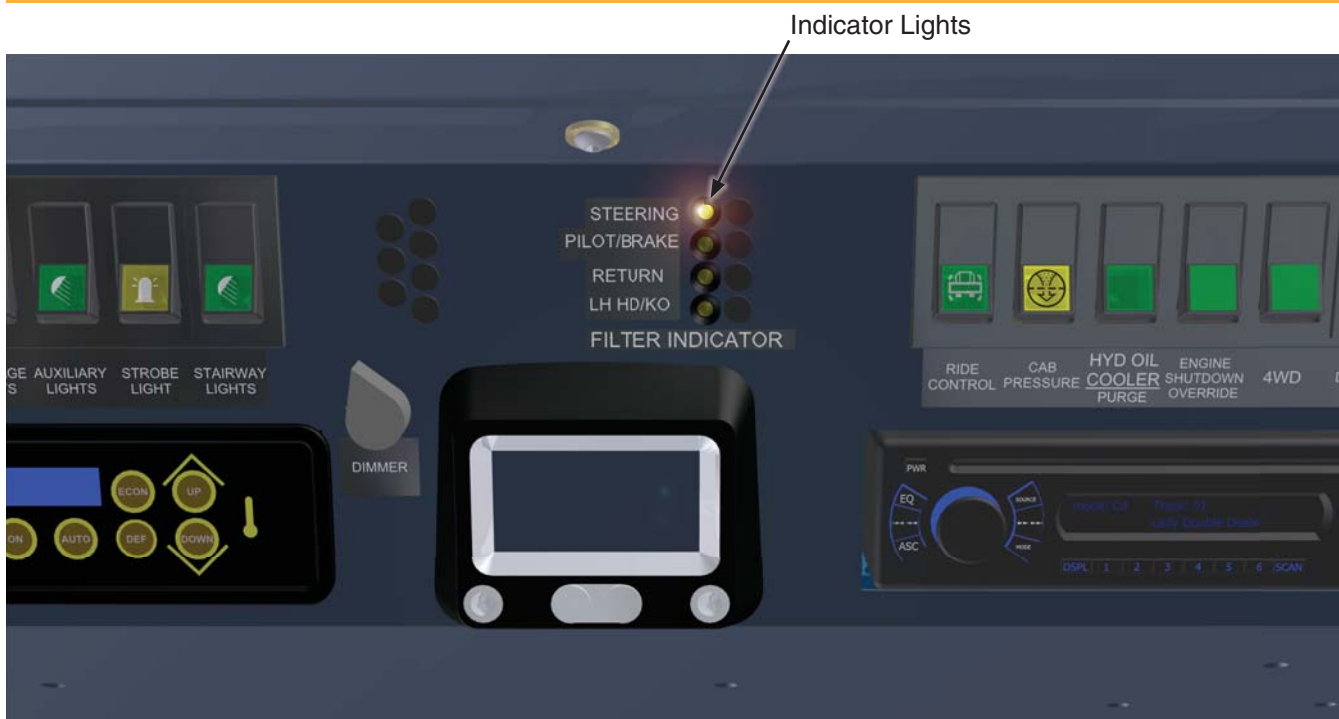 Indicator Lights
STEERING
PILOT/BRAKE
RETURN
LH HD/KO
FILTER INDICATOR
AUXILIARY
LIGHTS
STROBE
LIGHT
STAIRWAY
LIGHTS
RIDE
CONTROL
CAB
PRESSURE
HYD OIL
COOLER
PURGE
ENGINE
SHUTDOWN
OVERRIDE
4WD
DIMMER
ECON
UP
ON
AUTO
DEF
DOWN
PWR
EQ
ASC
SOURCE
MODE
DSPL 1 2 3 4 5 6 SCAN